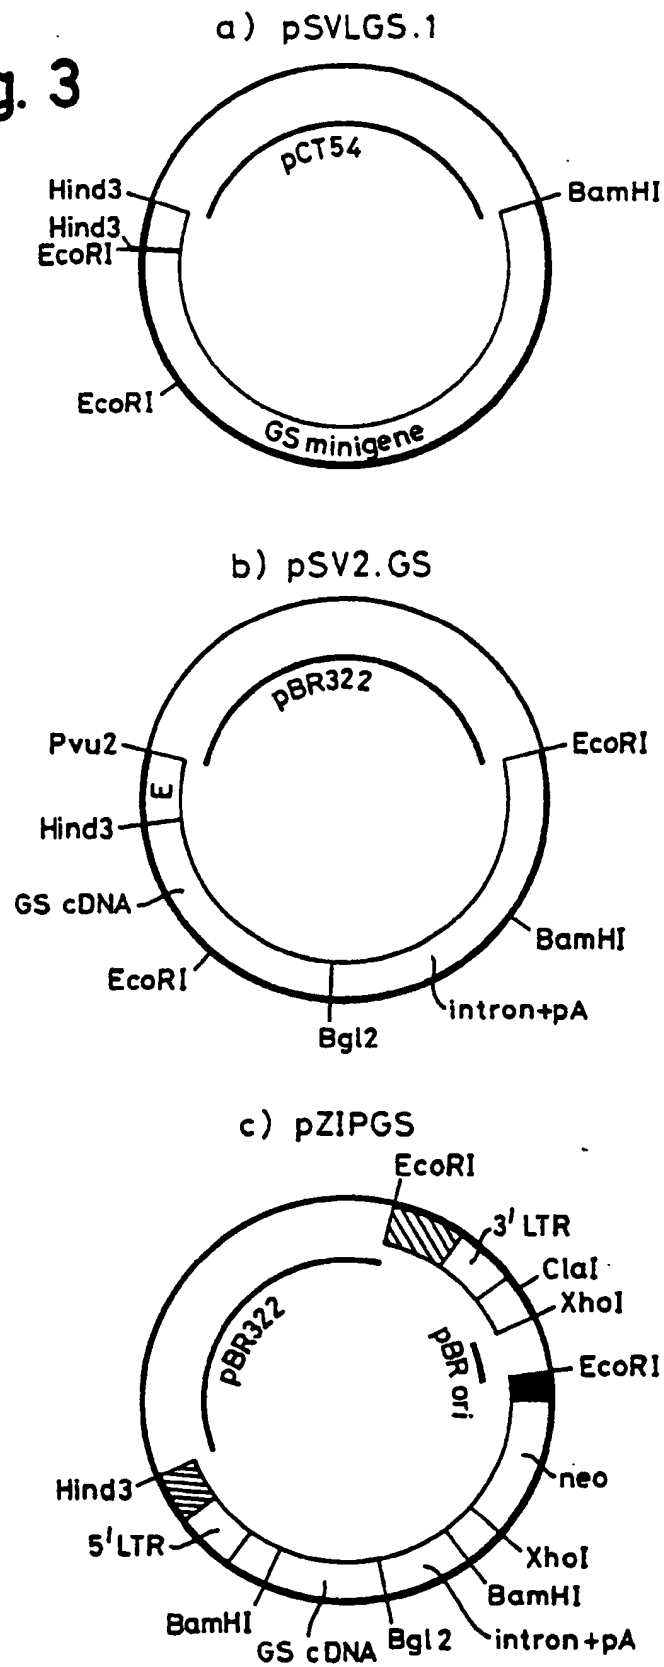 a) pSVLGS.1
g. 3
pCT54
Hind3
BamHI
Hind3
EcoRI
EcoRI
GS minigene
b) pSV2.GS
pBR322
Pvu2
EcoRI
E
Hind3
GS cDNA
BamHI
EcoRI
intron+pA
Bgl2
c) pZIPGS
EcoRI
3' LTR
ClaI
XhoI
pBR322
pBR ori
EcoRI
Hind3
neo
5' LTR
XhoI
BamHI
BamHI
GS cDNA
Bgl2
intron+pA